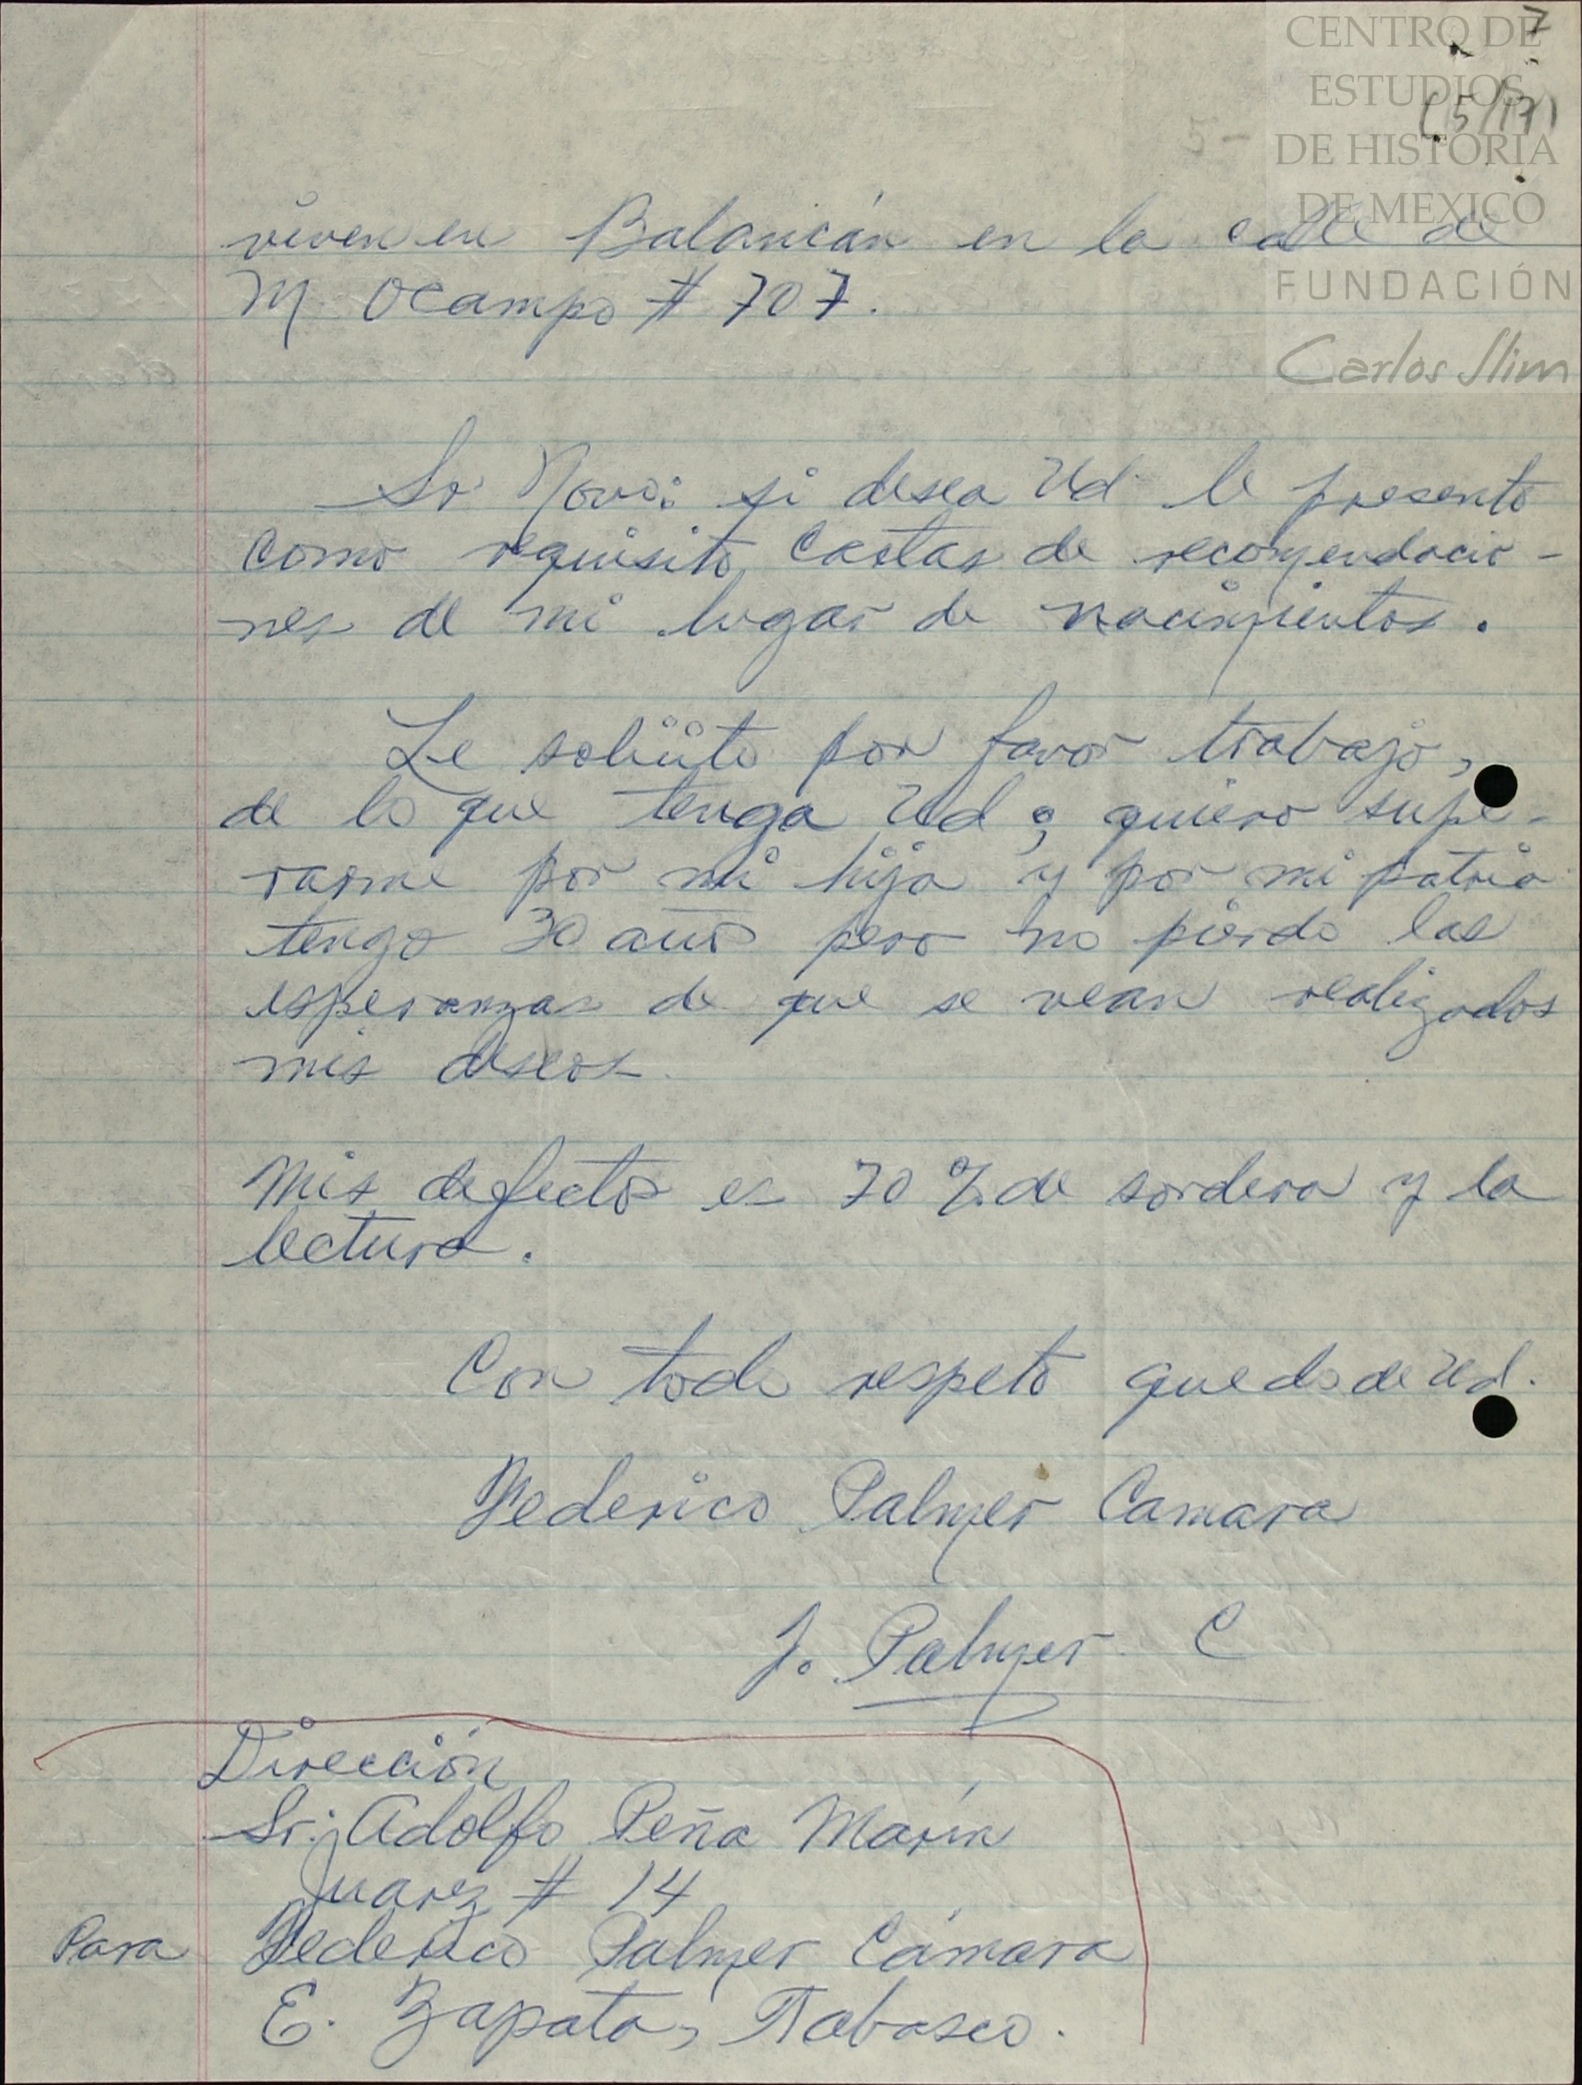 CENTRO DE
ESTUDIOS
DE HISTORIA
DE MEXICO
FUNDACIÓN
Carlos Slim
7
(5/17)
5-
viven en Balancán en la calle de
M. Ocampo # 707.
Sr. Novo: si desea Ud. le presento
como requisito cartas de recomendacio-
nes de mi lugar de nacimientos.
Le solicito por favor trabajo,
de lo que tenga Ud; quiero supe-
rarme por mi hija y por mi patria
tengo 30 años pero no pierdo las
esperanzas de que se vean realizados
mis deseos.
Mis defectos es 70 % de sordera y la
lectura.
Con todo respeto quedo de Ud.
Federico Palmer Camara
F. Palmer C
Dirección
Sr. Adolfo Peña Marín
Juarez # 14
Para Federico Palmer Cámara
E. Zapata, Tabasco.